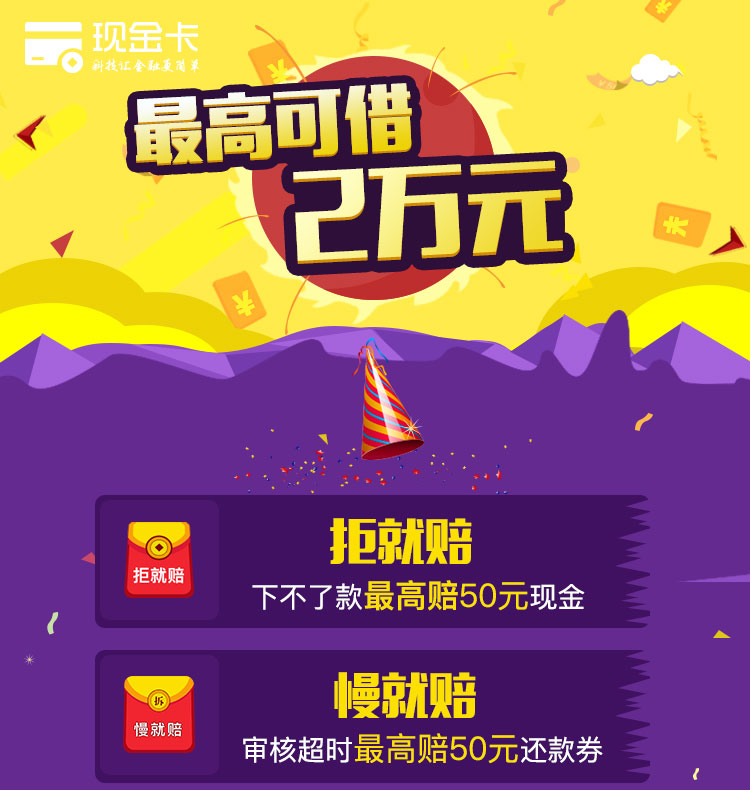 现金卡
科技让金融更简单
最高可借
2万元
拒就赔
拒就赔
下不了款最高赔50元现金
拆
慢就赔
慢就赔
审核超时最高赔50元还款券